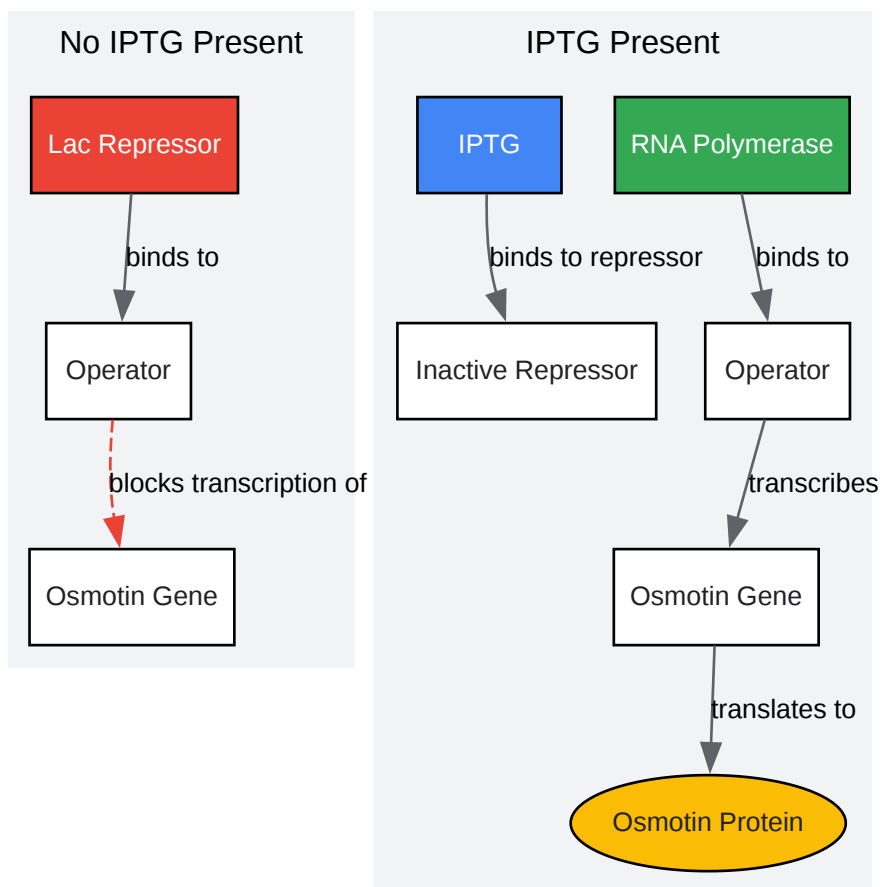 No IPTG Present
Lac Repressor
binds to
Operator
blocks transcription of
Osmotin Gene
IPTG Present
IPTG
RNA Polymerase
binds to repressor
binds to
Inactive Repressor
Operator
transcribes
Osmotin Gene
translates to
Osmotin Protein